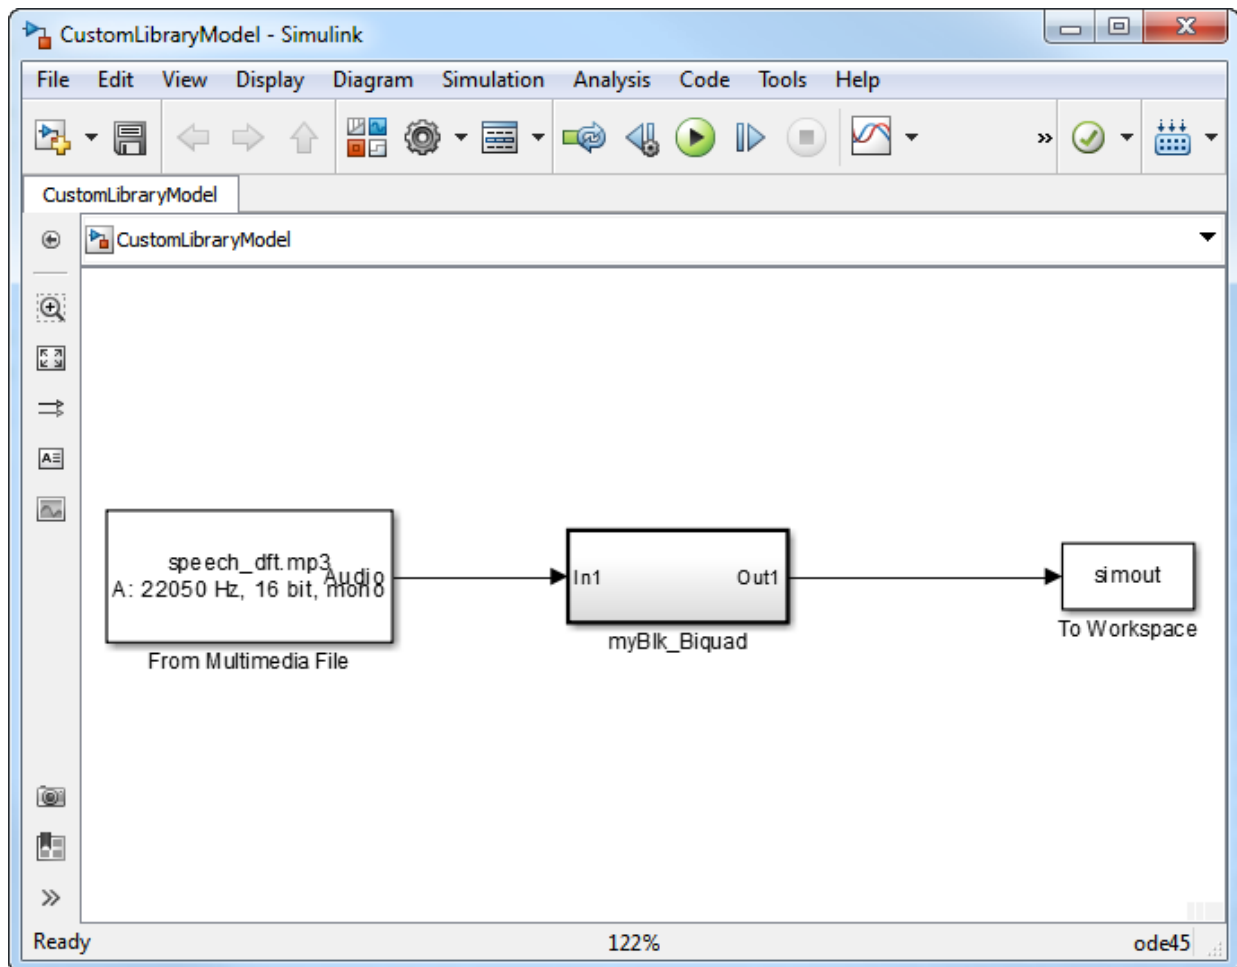 CustomLibraryModel - Simulink
File Edit View Display Diagram Simulation Analysis Code Tools Help
CustomLibraryModel
CustomLibraryModel
speech_dft.mp3
Audio
A: 22050 Hz, 16 bit, mono
From Multimedia File
In1 Out1
myBlk_Biquad
simout
To Workspace
Ready 122% ode45